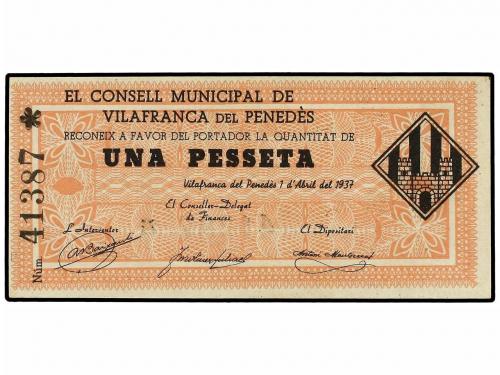 EL CONSELL MUNICIPAL DE
VILAFRANCA DEL PENEDÈS
RECONEIX A FAVOR DEL PORTADOR LA QUANTITAT DE
UNA PESSETA
Vilafranca del Penedès 1 d'Abril del 1937
El Conseller-Delegat
de Finances
L'Interventor
El Dipositari
Núm. 41387 *